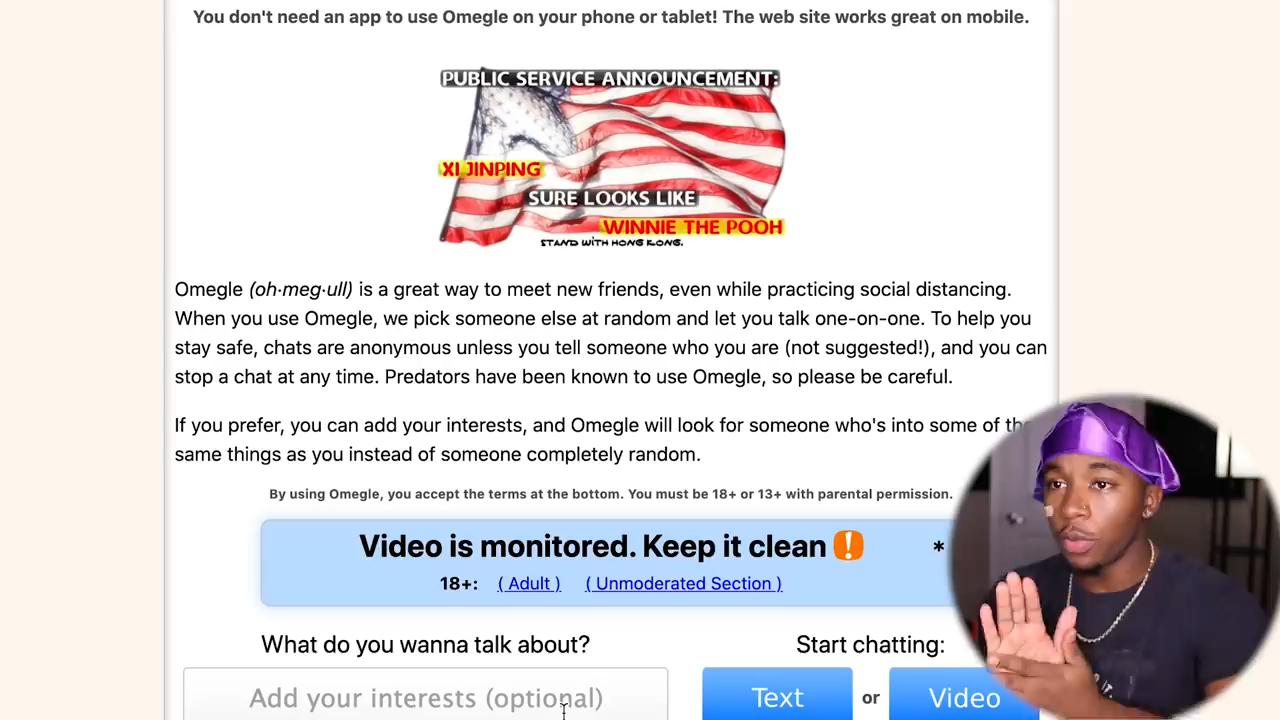 You don't need an app to use Omegle on your phone or tablet! The web site works great on mobile.
PUBLIC SERVICE ANNOUNCEMENT:
XI JINPING
SURE LOOKS LIKE
WINNIE THE POOH
STAND WITH HONG KONG.
Omegle (oh·meg·ull) is a great way to meet new friends, even while practicing social distancing.
When you use Omegle, we pick someone else at random and let you talk one-on-one. To help you
stay safe, chats are anonymous unless you tell someone who you are (not suggested!), and you can
stop a chat at any time. Predators have been known to use Omegle, so please be careful.
If you prefer, you can add your interests, and Omegle will look for someone who's into some of
same things as you instead of someone completely random.
By using Omegle, you accept the terms at the bottom. You must be 18+ or 13+ with parental permission.
Video is monitored. Keep it clean ! *
18+: ( Adult ) ( Unmoderated Section )
What do you wanna talk about? Start chatting:
Add your interests (optional) Text or Video